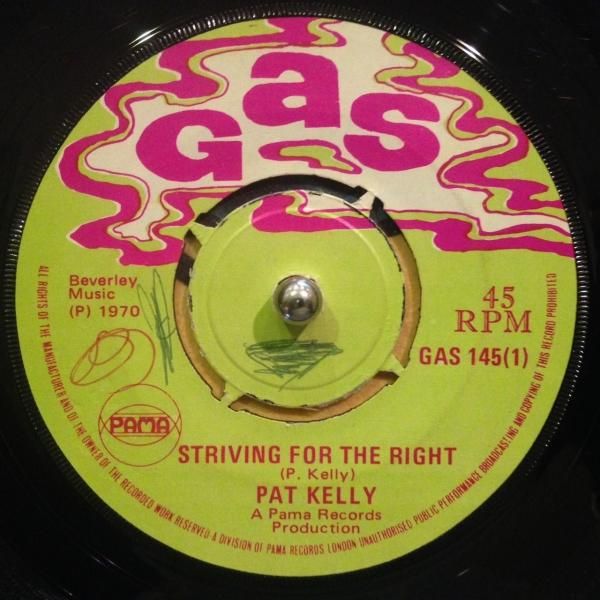 Gas
Beverley
Music
(P) 1970
45
RPM
GAS 145(1)
PAMA
STRIVING FOR THE RIGHT
(P. Kelly)
PAT KELLY
A Pama Records
Production
ALL RIGHTS OF THE MANUFACTURER AND OF THE OWNER OF THE RECORDED WORK RESERVED A DIVISION OF PAMA RECORDS LONDON UNAUTHORISED PUBLIC PERFORMANCE BROADCASTING AND COPYING OF THIS RECORD PROHIBITED